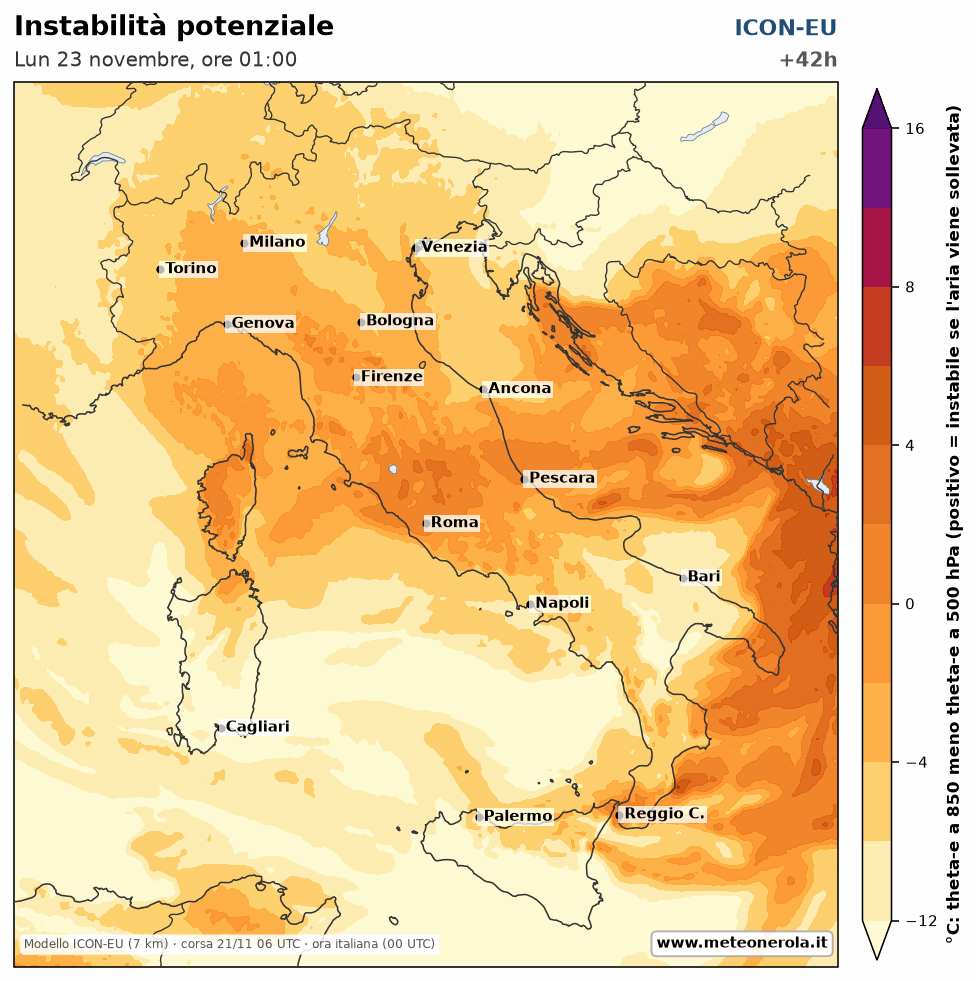 Instabilità potenziale
ICON-EU
Lun 23 novembre, ore 01:00
+42h
Milano
Venezia
Torino
Genova
Bologna
Firenze
Ancona
Pescara
Roma
Bari
Napoli
Cagliari
Palermo
Reggio C.
Modello ICON-EU (7 km) · corsa 21/11 06 UTC · ora italiana (00 UTC)
www.meteonerola.it
16
8
4
0
−4
−12
°C: theta-e a 850 meno theta-e a 500 hPa (positivo = instabile se l'aria viene sollevata)